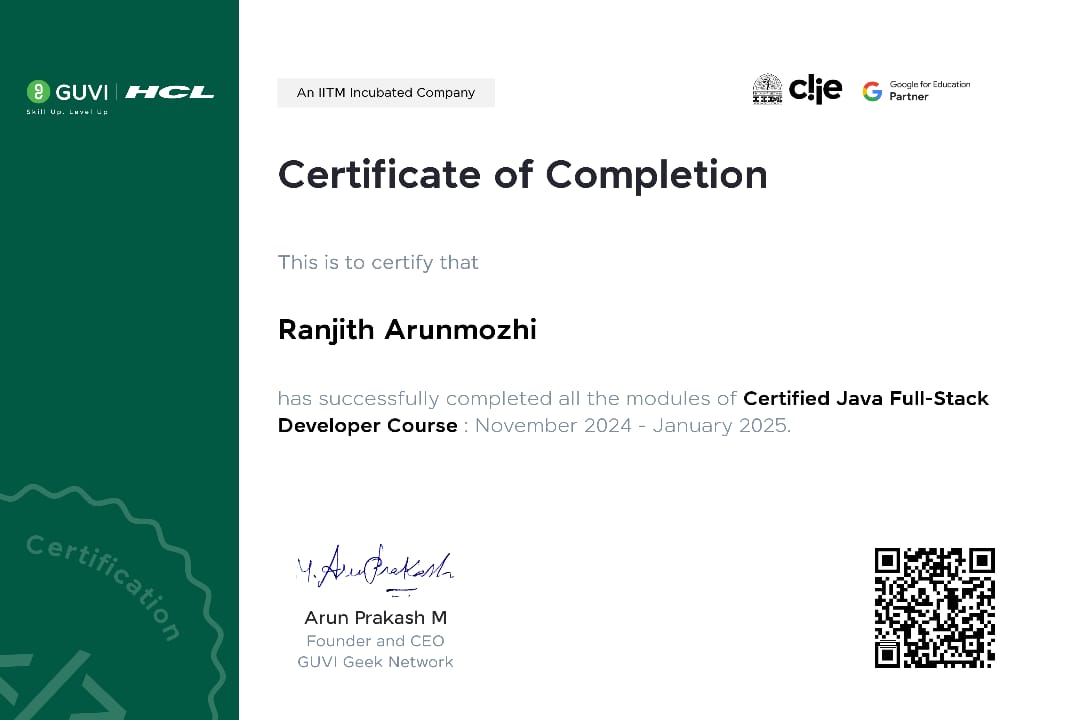 GUVI | HCL
Skill Up. Level Up
An IITM Incubated Company
IITM
Google for Education
Partner
Certificate of Completion
This is to certify that
Ranjith Arunmozhi
has successfully completed all the modules of Certified Java Full-Stack
Developer Course : November 2024 - January 2025.
Certification
M. ArunPrakash
Arun Prakash M
Founder and CEO
GUVI Geek Network